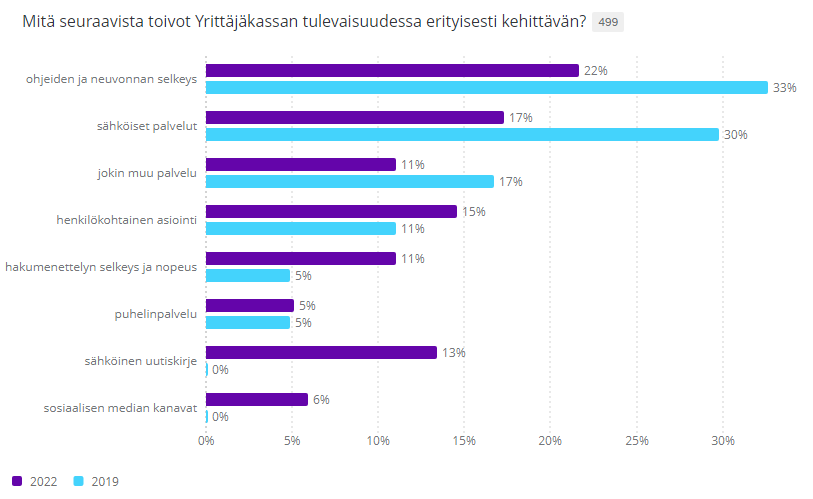 Mitä seuraavista toivot Yrittäjäkassan tulevaisuudessa erityisesti kehittävän? 499
ohjeiden ja neuvonnan selkeys 22%
33%
sähköiset palvelut 17%
30%
jokin muu palvelu 11%
17%
henkilökohtainen asiointi 15%
11%
hakumenettelyn selkeys ja nopeus 11%
5%
puhelinpalvelu 5%
5%
sähköinen uutiskirje 13%
0%
sosiaalisen median kanavat 6%
0%
0% 5% 10% 15% 20% 25% 30%
2022 2019